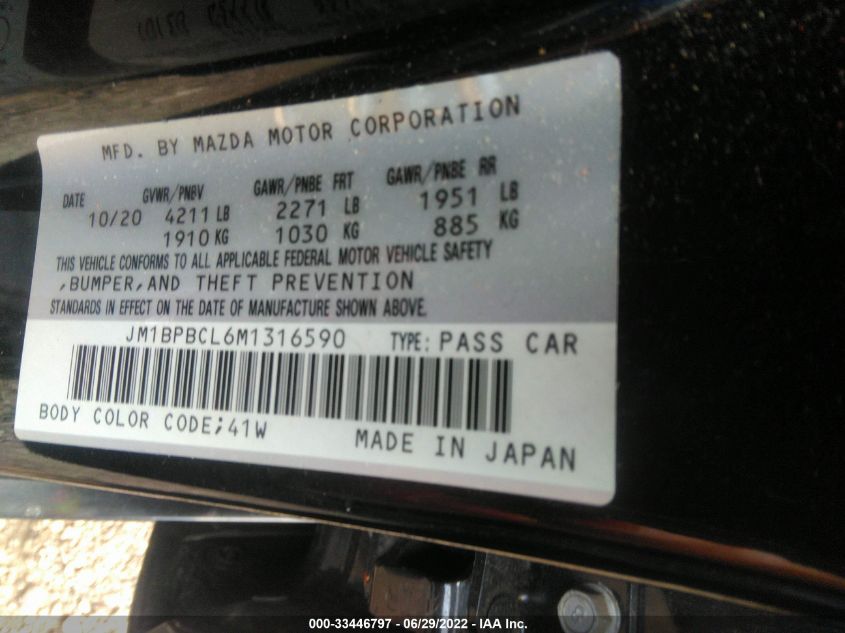 MFD. BY MAZDA MOTOR CORPORATION
DATE GVWR/PNBV GAWR/PNBE FRT GAWR/PNBE RR
10/20 4211 LB 2271 LB 1951 LB
1910 KG 1030 KG 885 KG
THIS VEHICLE CONFORMS TO ALL APPLICABLE FEDERAL MOTOR VEHICLE SAFETY
,BUMPER,AND THEFT PREVENTION
STANDARDS IN EFFECT ON THE DATE OF MANUFACTURE SHOWN ABOVE.
JM1BPBCL6M1316590 TYPE: PASS CAR
BODY COLOR CODE;41W
MADE IN JAPAN
000-33446797 - 06/29/2022 - IAA Inc.